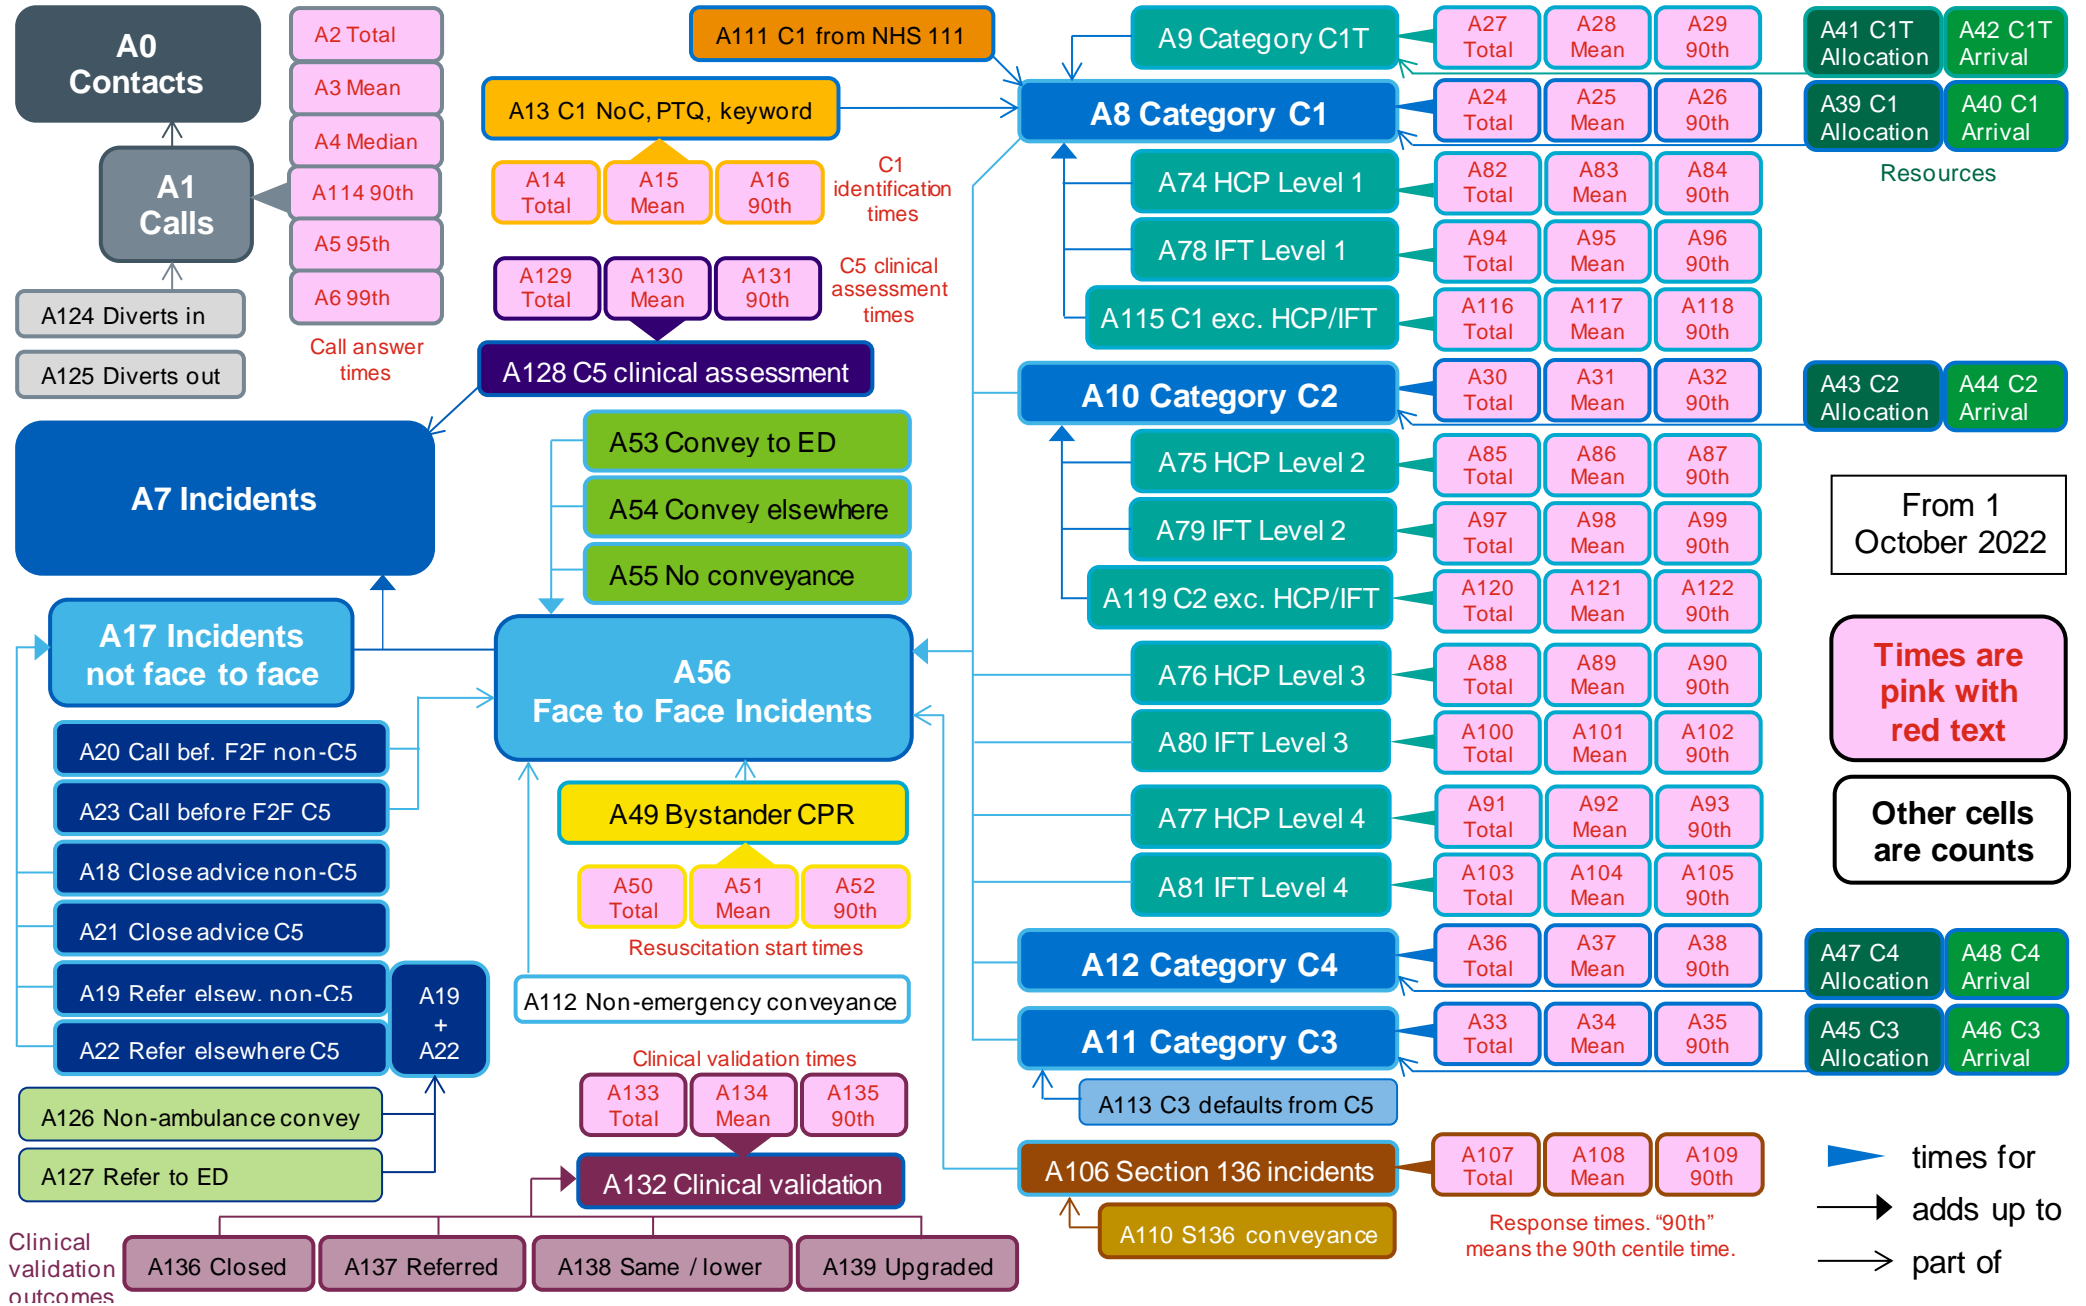 A0
Contacts
A1
Calls
A124 Diverts in
A125 Diverts out
A2 Total
A3 Mean
A4 Median
A114 90th
A5 95th
A6 99th
Call answer
times
A111 C1 from NHS 111
A13 C1 NoC, PTQ, keyword
A14
Total
A15
Mean
A16
90th
C1
identification
times
A129
Total
A130
Mean
A131
90th
C5 clinical
assessment
times
A128 C5 clinical assessment
A7 Incidents
A53 Convey to ED
A54 Convey elsewhere
A55 No conveyance
A17 Incidents
not face to face
A56
Face to Face Incidents
A20 Call bef. F2F non-C5
A23 Call before F2F C5
A18 Close advice non-C5
A21 Close advice C5
A19 Refer elsew. non-C5
A22 Refer elsewhere C5
A19
+
A22
A126 Non-ambulance convey
A127 Refer to ED
A49 Bystander CPR
A50
Total
A51
Mean
A52
90th
Resuscitation start times
A112 Non-emergency conveyance
Clinical validation times
A133
Total
A134
Mean
A135
90th
A132 Clinical validation
Clinical
validation
outcomes
A136 Closed
A137 Referred
A138 Same / lower
A139 Upgraded
A9 Category C1T
A27
Total
A28
Mean
A29
90th
A41 C1T
Allocation
A42 C1T
Arrival
A8 Category C1
A24
Total
A25
Mean
A26
90th
A39 C1
Allocation
A40 C1
Arrival
Resources
A74 HCP Level 1
A82
Total
A83
Mean
A84
90th
A78 IFT Level 1
A94
Total
A95
Mean
A96
90th
A115 C1 exc. HCP/IFT
A116
Total
A117
Mean
A118
90th
A10 Category C2
A30
Total
A31
Mean
A32
90th
A43 C2
Allocation
A44 C2
Arrival
A75 HCP Level 2
A85
Total
A86
Mean
A87
90th
A79 IFT Level 2
A97
Total
A98
Mean
A99
90th
A119 C2 exc. HCP/IFT
A120
Total
A121
Mean
A122
90th
A76 HCP Level 3
A88
Total
A89
Mean
A90
90th
A80 IFT Level 3
A100
Total
A101
Mean
A102
90th
A77 HCP Level 4
A91
Total
A92
Mean
A93
90th
A81 IFT Level 4
A103
Total
A104
Mean
A105
90th
A12 Category C4
A36
Total
A37
Mean
A38
90th
A47 C4
Allocation
A48 C4
Arrival
A11 Category C3
A33
Total
A34
Mean
A35
90th
A45 C3
Allocation
A46 C3
Arrival
A113 C3 defaults from C5
A106 Section 136 incidents
A107
Total
A108
Mean
A109
90th
A110 S136 conveyance
Response times. “90th”
means the 90th centile time.
From 1
October 2022
Times are
pink with
red text
Other cells
are counts
times for
adds up to
part of